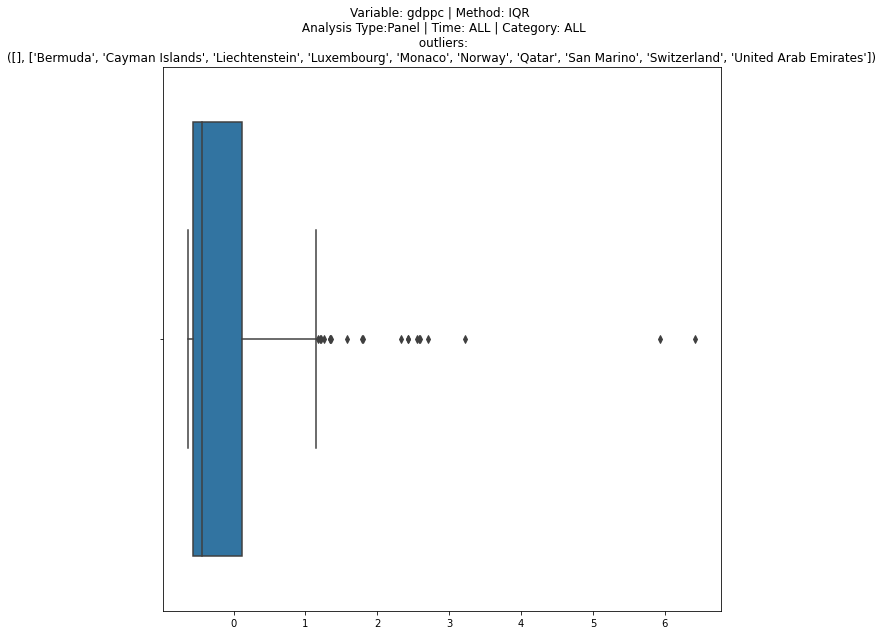 Variable: gdppc | Method: IQR
Analysis Type:Panel | Time: ALL | Category: ALL
outliers:
([], ['Bermuda', 'Cayman Islands', 'Liechtenstein', 'Luxembourg', 'Monaco', 'Norway', 'Qatar', 'San Marino', 'Switzerland', 'United Arab Emirates'])
0 1 2 3 4 5 6